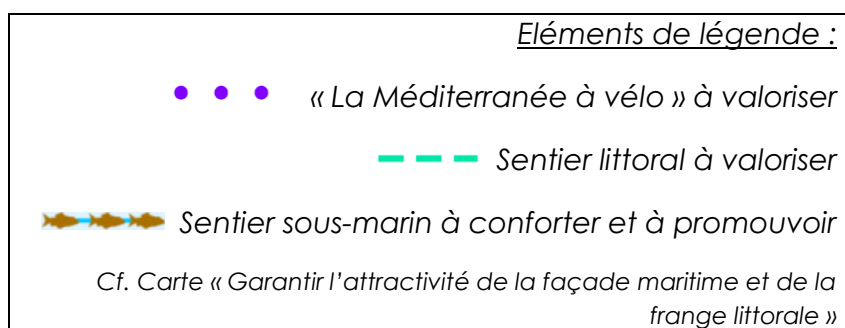 Eléments de légende :
« La Méditerranée à vélo » à valoriser
Sentier littoral à valoriser
Sentier sous-marin à conforter et à promouvoir
Cf. Carte « Garantir l’attractivité de la façade maritime et de la
frange littorale »